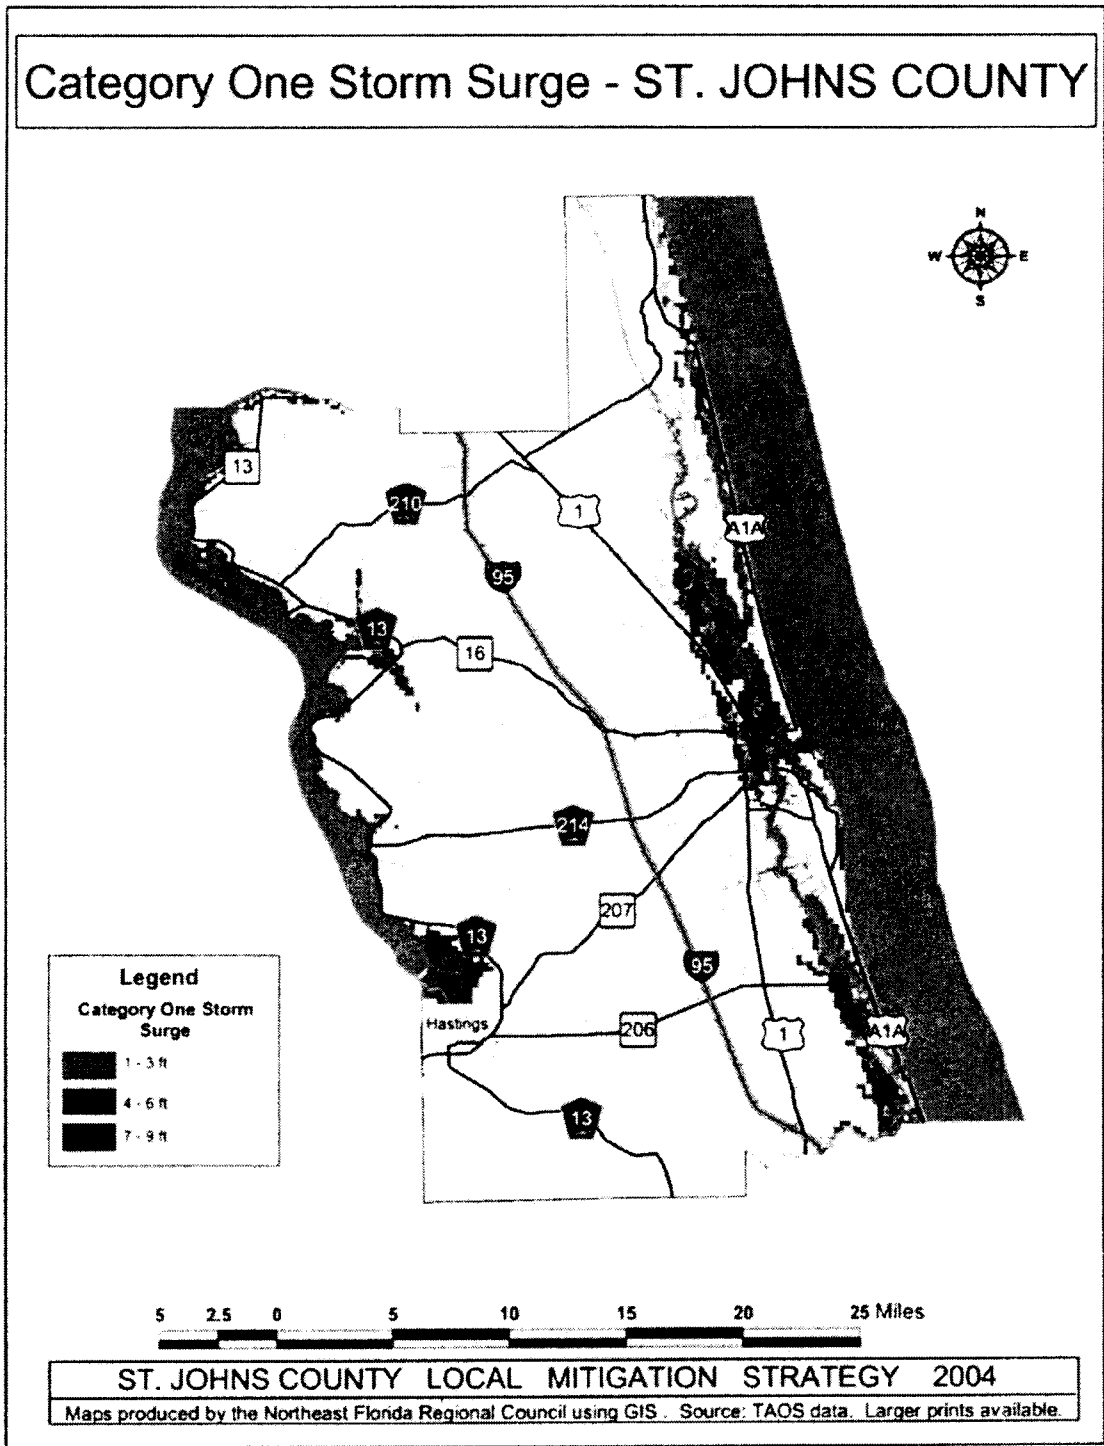 Category One Storm Surge - ST. JOHNS COUNTY
N
W E
S
13
210
1
A1A
95
13
16
214
207
13
95
Hastings
206
1
A1A
13
Legend
Category One Storm
Surge
1 - 3 ft
4 - 6 ft
7 - 9 ft
5 2.5 0 5 10 15 20 25 Miles
ST. JOHNS COUNTY LOCAL MITIGATION STRATEGY 2004
Maps produced by the Northeast Florida Regional Council using GIS . Source: TAOS data. Larger prints available.